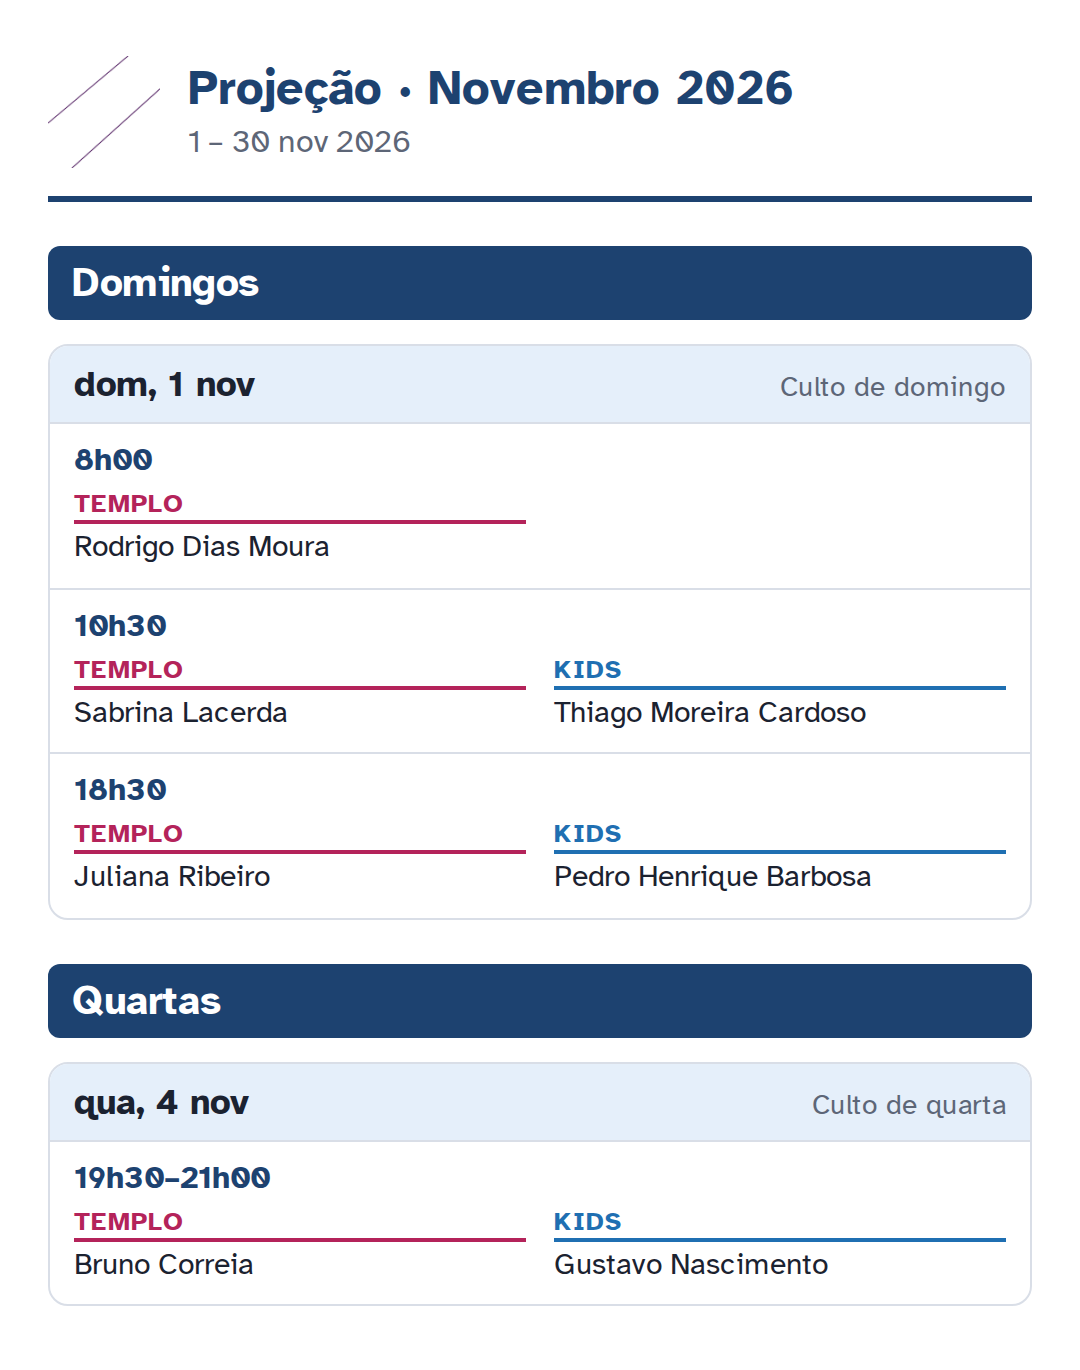 Projeção • Novembro 2026
1 – 30 nov 2026
Domingos
dom, 1 nov Culto de domingo
8h00
TEMPLO
Rodrigo Dias Moura
10h30
TEMPLO KIDS
Sabrina Lacerda Thiago Moreira Cardoso
18h30
TEMPLO KIDS
Juliana Ribeiro Pedro Henrique Barbosa
Quartas
qua, 4 nov Culto de quarta
19h30–21h00
TEMPLO KIDS
Bruno Correia Gustavo Nascimento